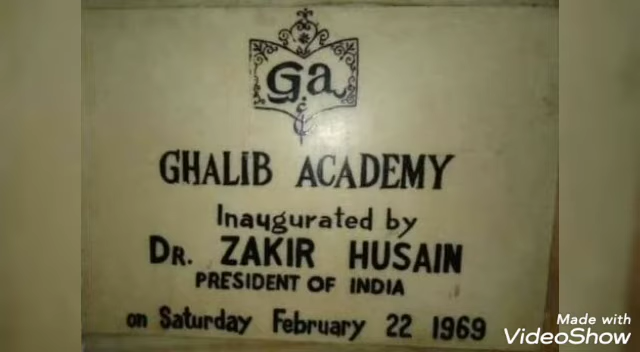 Ga
GHALIB ACADEMY
Inaugurated by
DR. ZAKIR HUSAIN
PRESIDENT OF INDIA
on Saturday February 22 1969
Made with
VideoShow